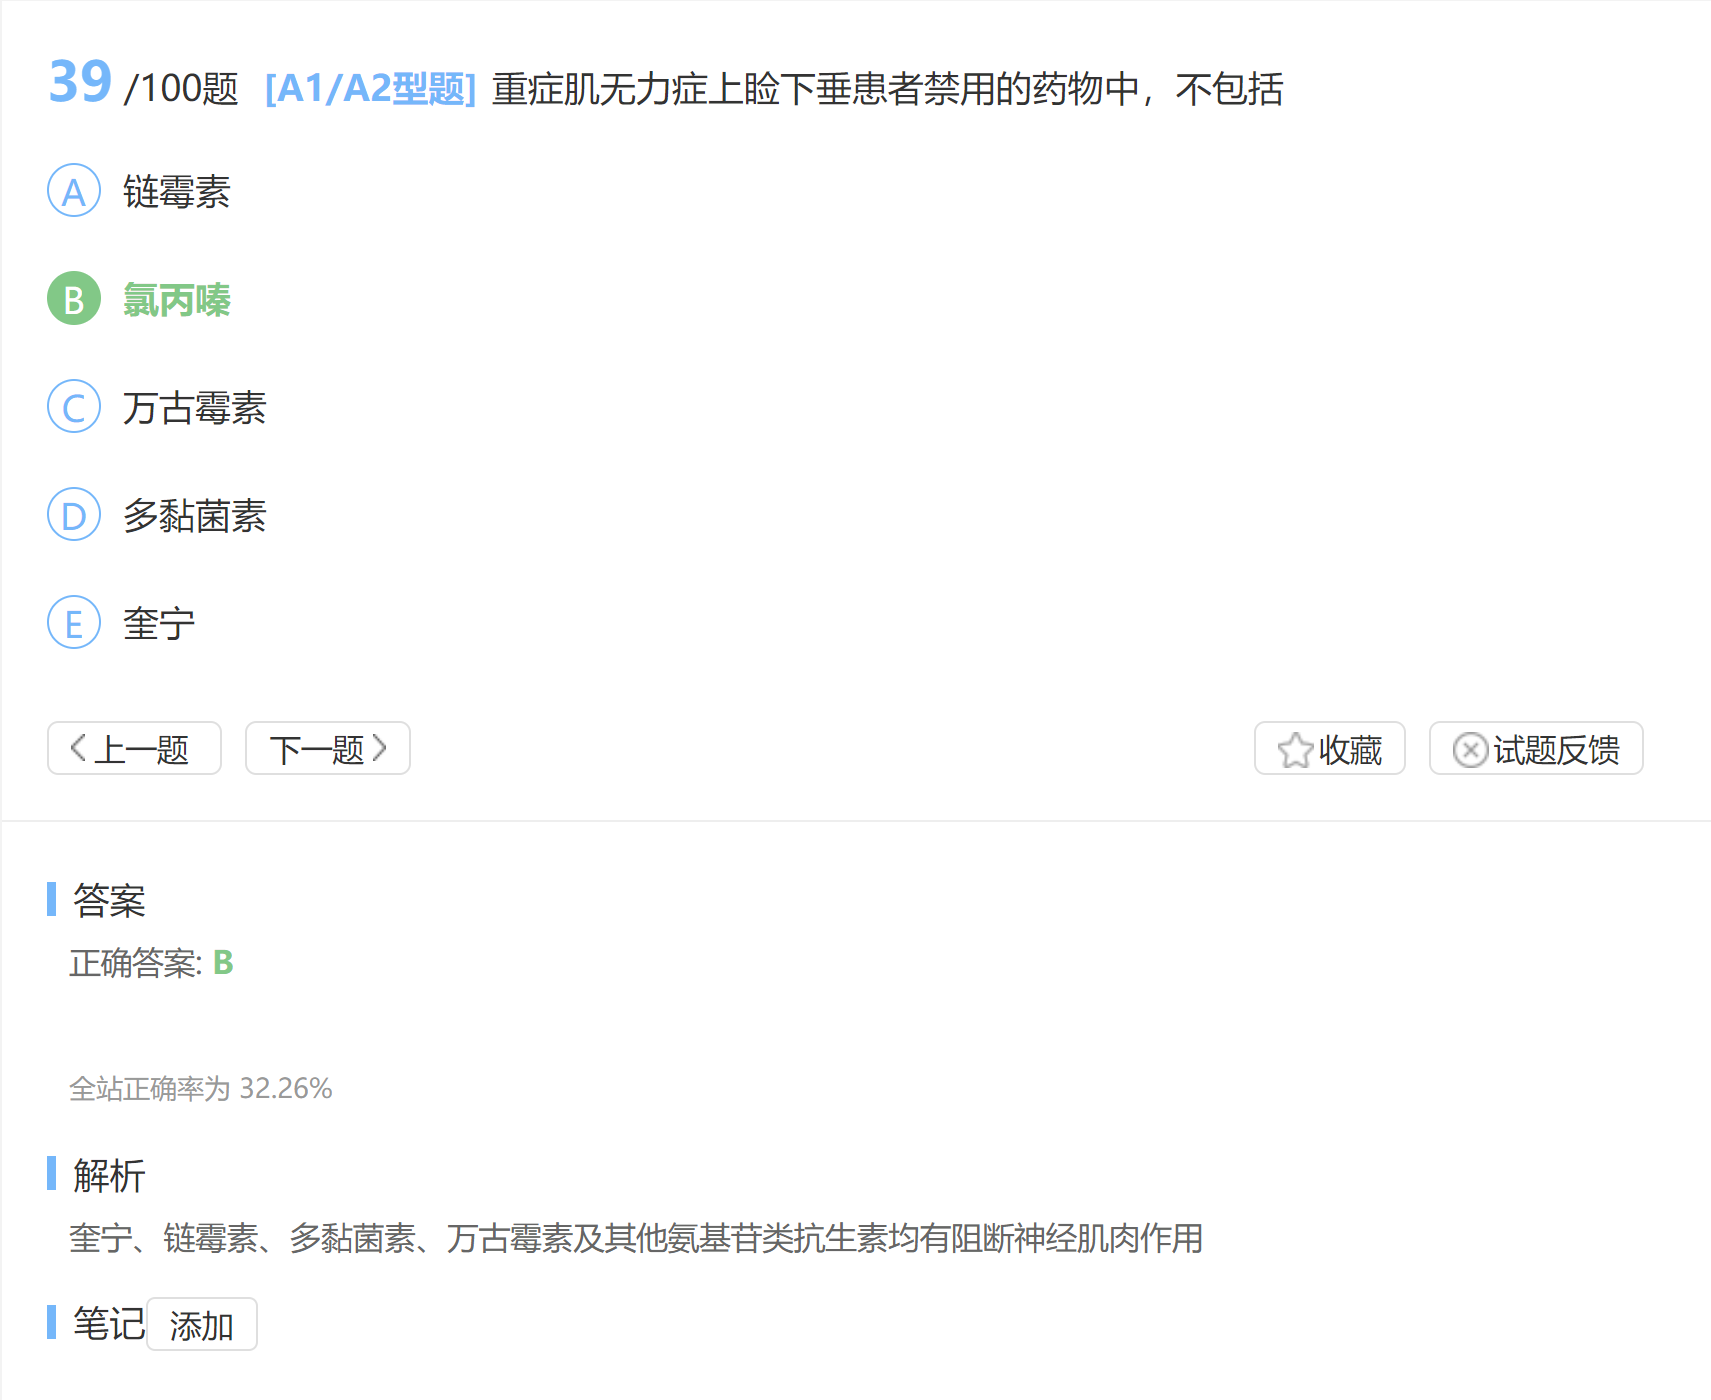 39 /100题 [A1/A2型题] 重症肌无力症上睑下垂患者禁用的药物中，不包括
A 链霉素
B 氯丙嗪
C 万古霉素
D 多黏菌素
E 奎宁
上一题 下一题 收藏 试题反馈
答案
正确答案: B
全站正确率为 32.26%
解析
奎宁、链霉素、多黏菌素、万古霉素及其他氨基苷类抗生素均有阻断神经肌肉作用
笔记 添加